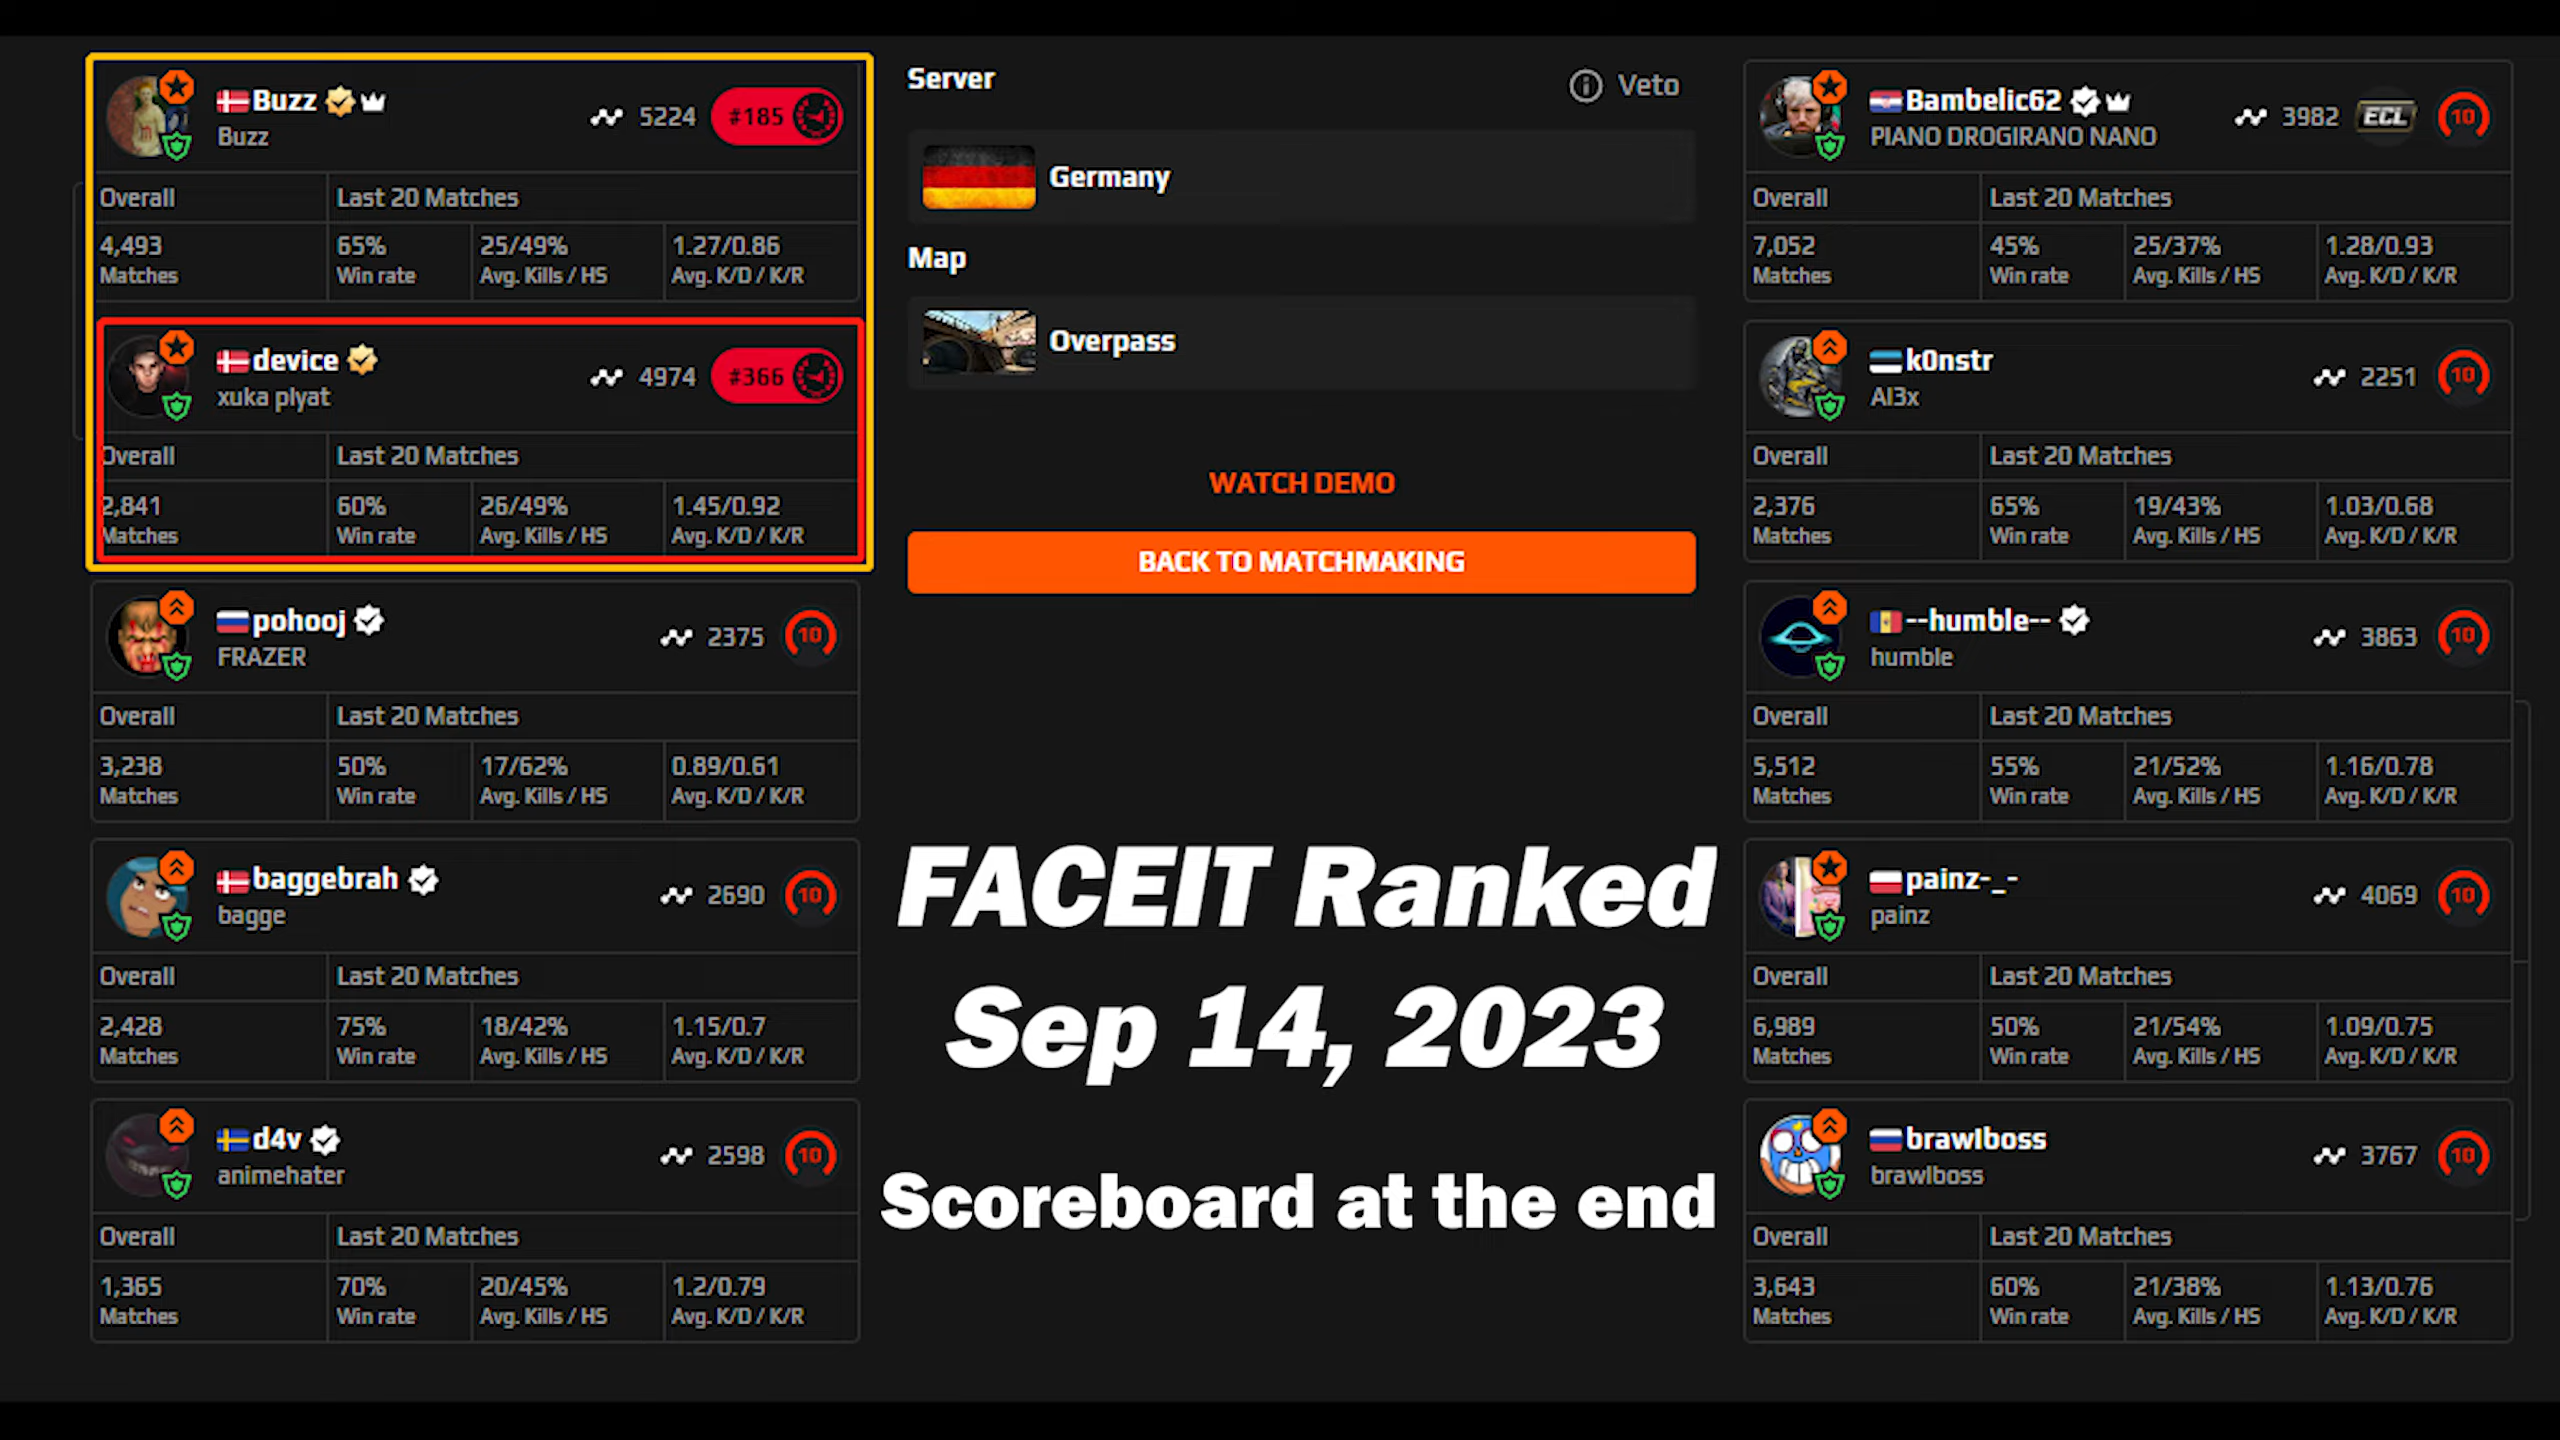 Buzz
Buzz
5224
#185
Overall
Last 20 Matches
4,493
Matches
65%
Win rate
25/49%
Avg. Kills / HS
1.27/0.86
Avg. K/D / K/R
device
xuka plyat
4974
#366
Overall
Last 20 Matches
2,841
Matches
60%
Win rate
26/49%
Avg. Kills / HS
1.45/0.92
Avg. K/D / K/R
pohooj
FRAZER
2375
10
Overall
Last 20 Matches
3,238
Matches
50%
Win rate
17/62%
Avg. Kills / HS
0.89/0.61
Avg. K/D / K/R
baggebrah
bagge
2690
10
Overall
Last 20 Matches
2,428
Matches
75%
Win rate
18/42%
Avg. Kills / HS
1.15/0.7
Avg. K/D / K/R
d4v
animehater
2598
10
Overall
Last 20 Matches
1,365
Matches
70%
Win rate
20/45%
Avg. Kills / HS
1.2/0.79
Avg. K/D / K/R
Server
Veto
Germany
Map
Overpass
WATCH DEMO
BACK TO MATCHMAKING
FACEIT Ranked
Sep 14, 2023
Scoreboard at the end
Bambelic62
PIANO DROGIRANO NANO
3982
ECL
10
Overall
Last 20 Matches
7,052
Matches
45%
Win rate
25/37%
Avg. Kills / HS
1.28/0.93
Avg. K/D / K/R
k0nstr
Al3x
2251
10
Overall
Last 20 Matches
2,376
Matches
65%
Win rate
19/43%
Avg. Kills / HS
1.03/0.68
Avg. K/D / K/R
--humble--
humble
3863
10
Overall
Last 20 Matches
5,512
Matches
55%
Win rate
21/52%
Avg. Kills / HS
1.16/0.78
Avg. K/D / K/R
painz-_-
painz
4069
10
Overall
Last 20 Matches
6,989
Matches
50%
Win rate
21/54%
Avg. Kills / HS
1.09/0.75
Avg. K/D / K/R
brawlboss
brawlboss
3767
10
Overall
Last 20 Matches
3,643
Matches
60%
Win rate
21/38%
Avg. Kills / HS
1.13/0.76
Avg. K/D / K/R